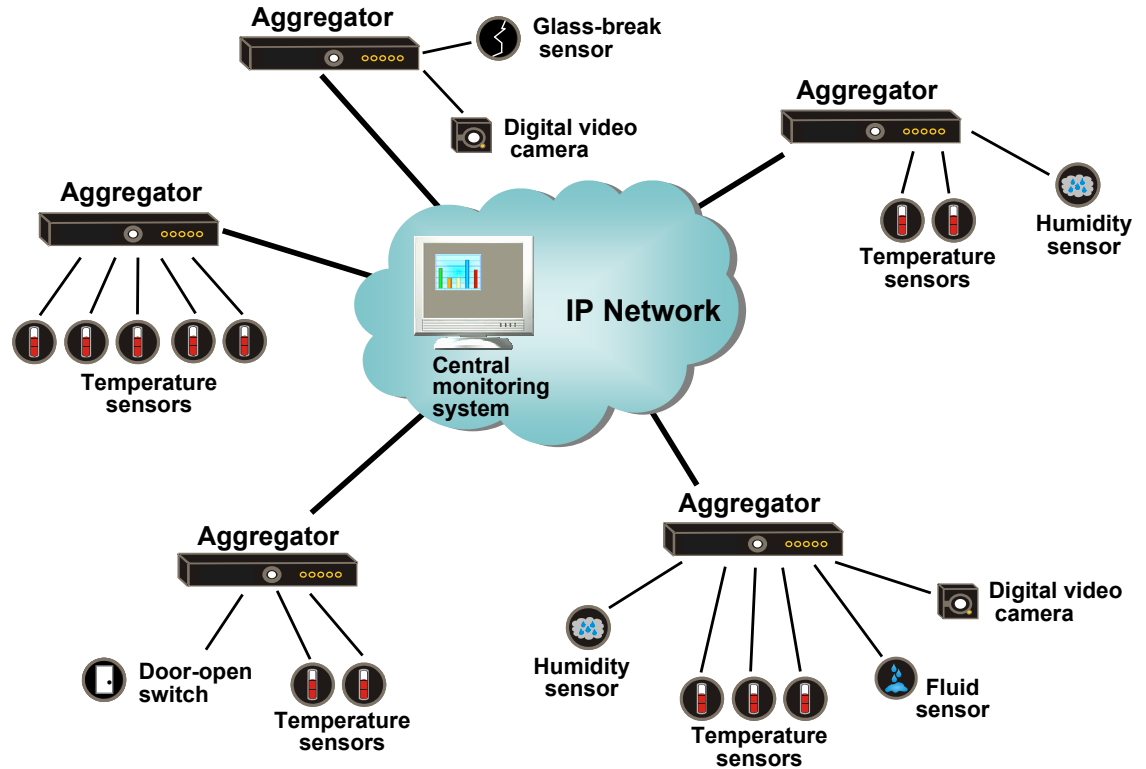 Aggregator
Glass-break
sensor
Digital video
camera
Aggregator
Temperature
sensors
Humidity
sensor
Aggregator
Temperature
sensors
IP Network
Central
monitoring
system
Aggregator
Door-open
switch
Temperature
sensors
Aggregator
Humidity
sensor
Temperature
sensors
Fluid
sensor
Digital video
camera